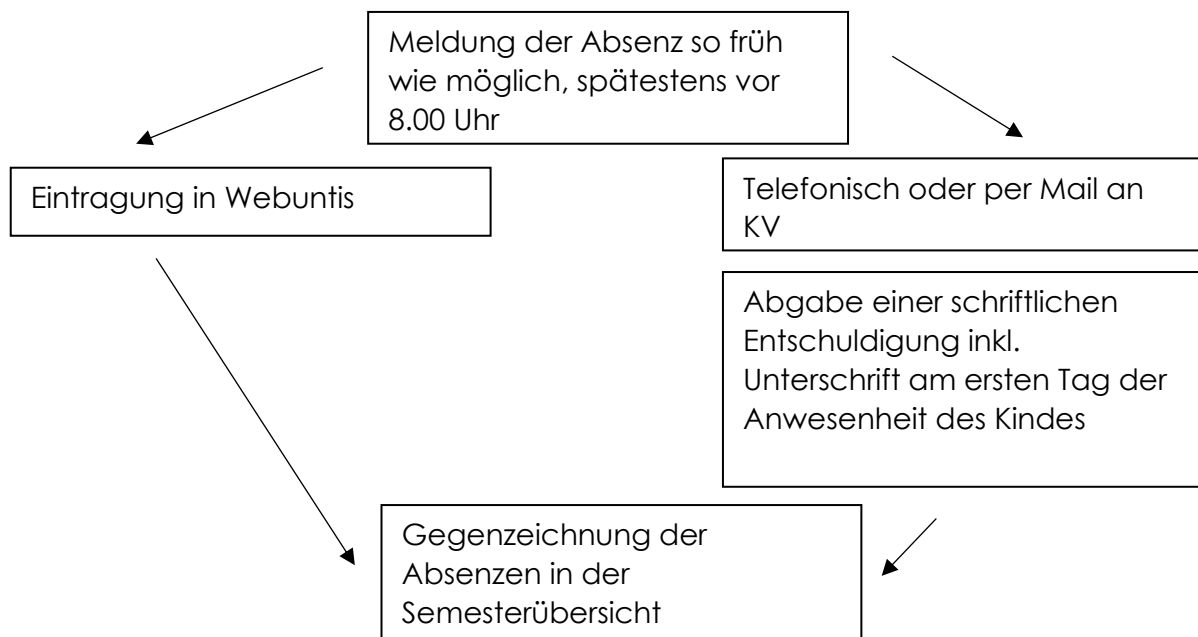 Meldung der Absenz so früh
wie möglich, spätestens vor
8.00 Uhr
Eintragung in Webuntis
Telefonisch oder per Mail an
KV
Abgabe einer schriftlichen
Entschuldigung inkl.
Unterschrift am ersten Tag der
Anwesenheit des Kindes
Gegenzeichnung der
Absenzen in der
Semesterübersicht